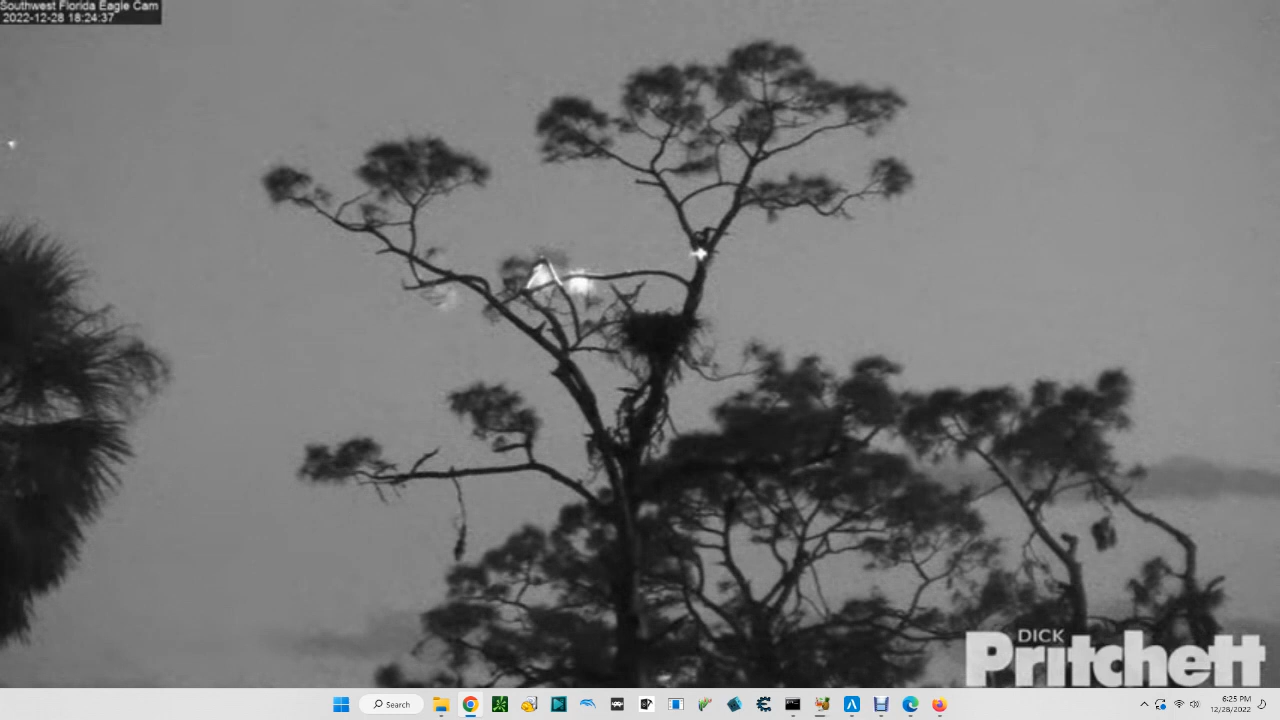 Southwest Florida Eagle Cam
2022-12-28 18:24:37
DICK
Pritchett
Search
6:25 PM
12/28/2022